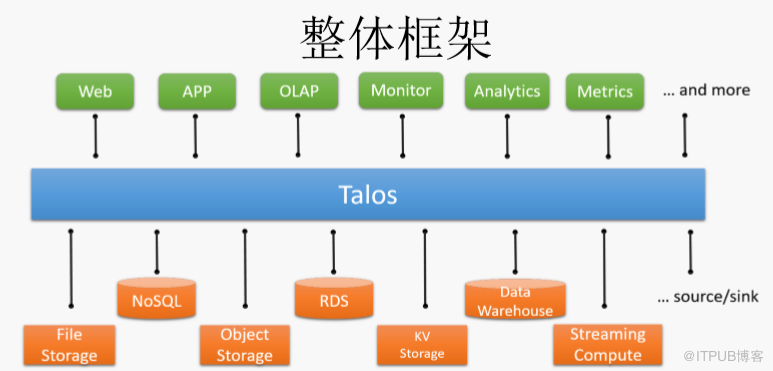 整体框架
Web
APP
OLAP
Monitor
Analytics
Metrics
... and more
Talos
NoSQL
RDS
Data
Warehouse
... source/sink
File
Storage
Object
Storage
KV
Storage
Streaming
Compute
@ITPUB博客